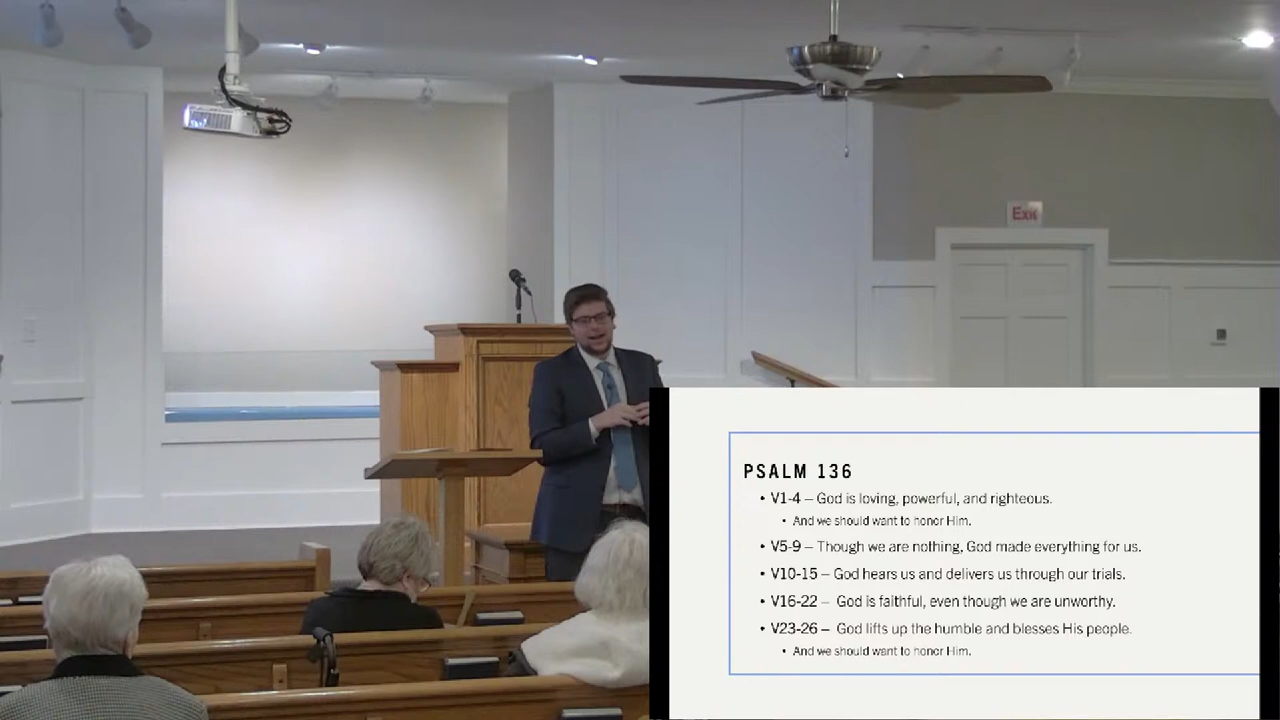 Exit
PSALM 136
• V1-4 – God is loving, powerful, and righteous.
• And we should want to honor Him.
• V5-9 – Though we are nothing, God made everything for us.
• V10-15 – God hears us and delivers us through our trials.
• V16-22 – God is faithful, even though we are unworthy.
• V23-26 – God lifts up the humble and blesses His people.
• And we should want to honor Him.